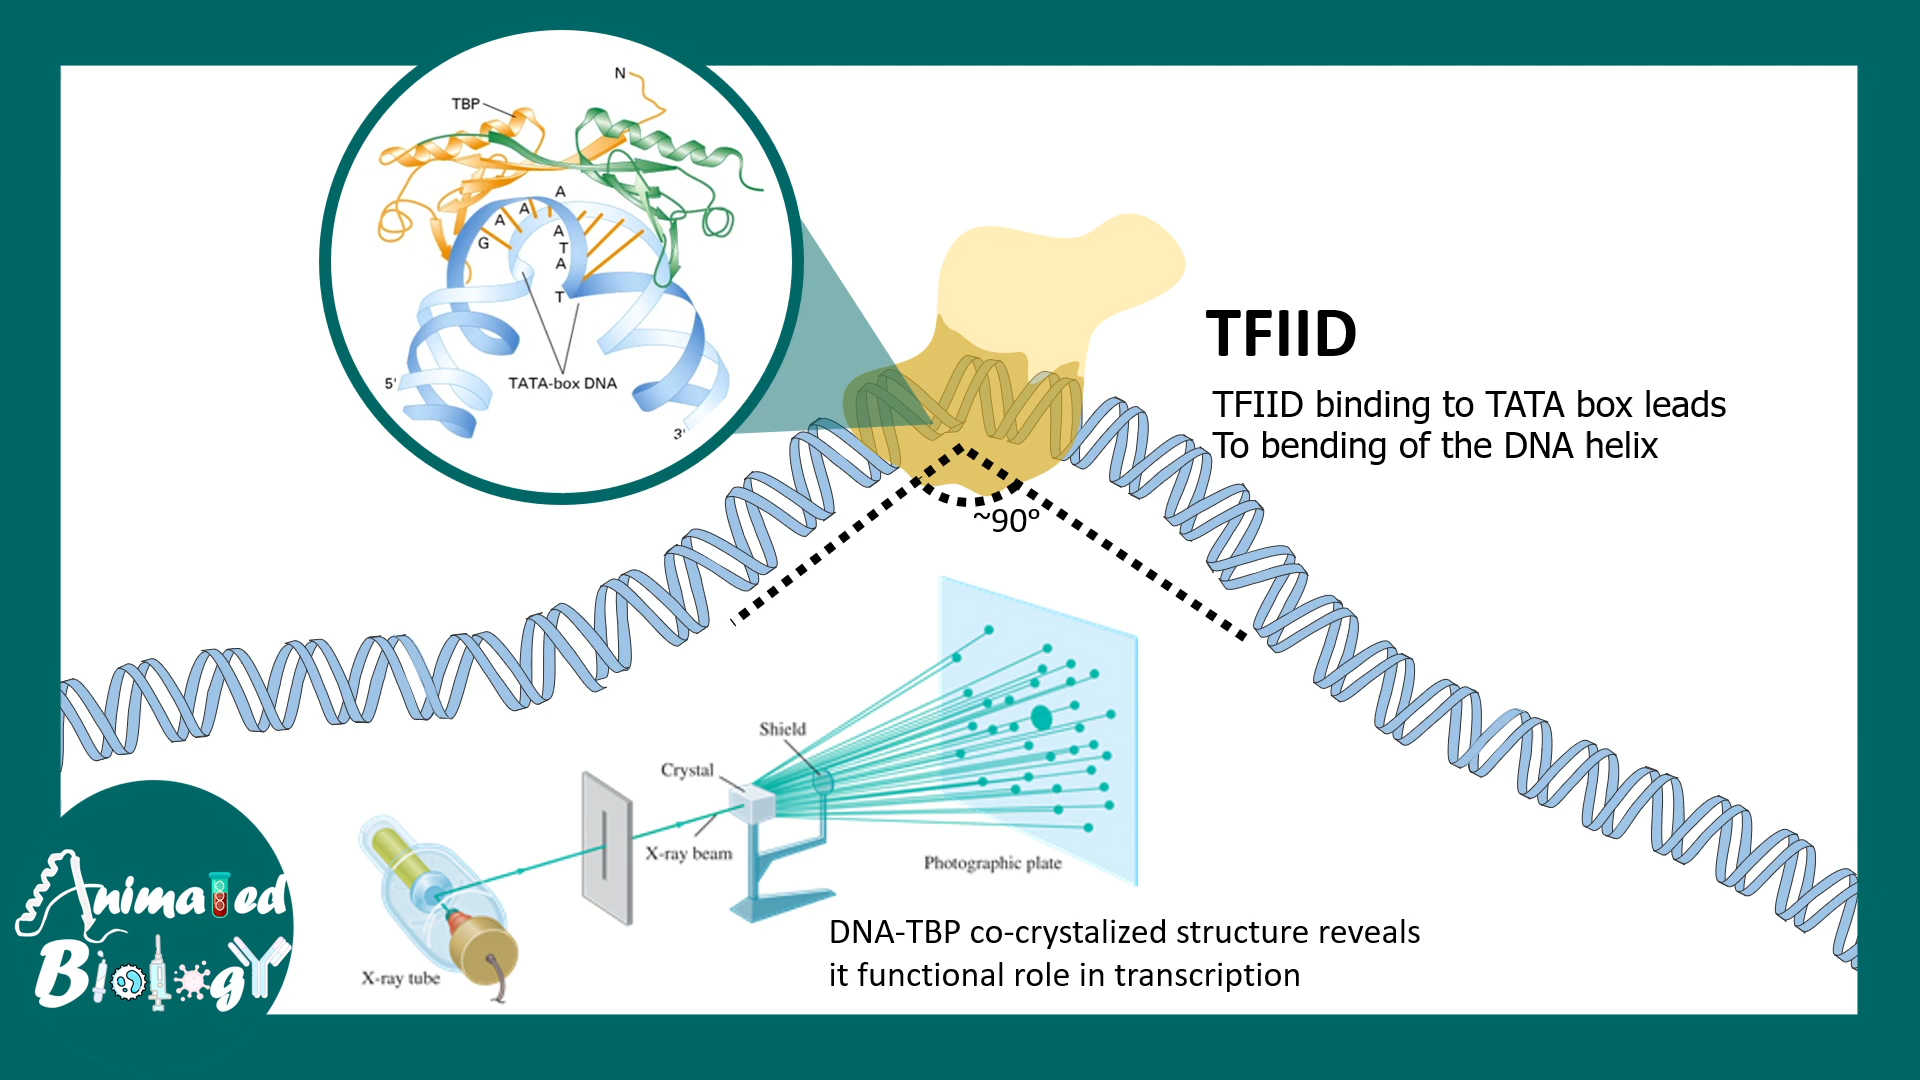 N
TBP
A
A
A
G
A
T
A
T
5'
TATA-box DNA
3'
TFIID
TFIID binding to TATA box leads
To bending of the DNA helix
~90°
Shield
Crystal
X-ray beam
Photographic plate
X-ray tube
DNA-TBP co-crystalized structure reveals
it functional role in transcription
Animated
Biology